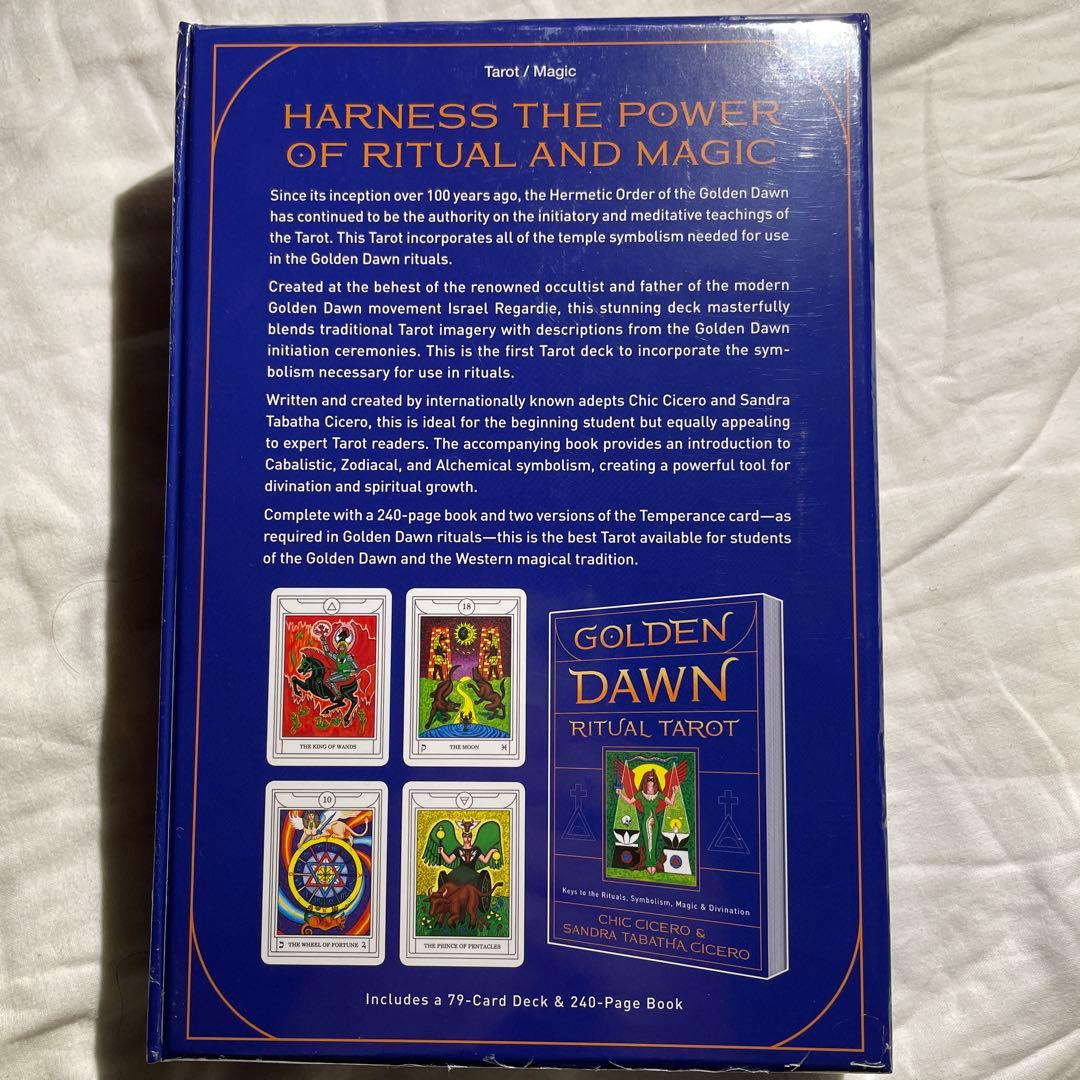 Tarot / Magic
HARNESS THE POWER
OF RITUAL AND MAGIC
Since its inception over 100 years ago, the Hermetic Order of the Golden Dawn
has continued to be the authority on the initiatory and meditative teachings of
the Tarot. This Tarot incorporates all of the temple symbolism needed for use
in the Golden Dawn rituals.
Created at the behest of the renowned occultist and father of the modern
Golden Dawn movement Israel Regardie, this stunning deck masterfully
blends traditional Tarot imagery with descriptions from the Golden Dawn
initiation ceremonies. This is the first Tarot deck to incorporate the sym-
bolism necessary for use in rituals.
Written and created by internationally known adepts Chic Cicero and Sandra
Tabatha Cicero, this is ideal for the beginning student but equally appealing
to expert Tarot readers. The accompanying book provides an introduction to
Cabalistic, Zodiacal, and Alchemical symbolism, creating a powerful tool for
divination and spiritual growth.
Complete with a 240-page book and two versions of the Temperance card—as
required in Golden Dawn rituals—this is the best Tarot available for students
of the Golden Dawn and the Western magical tradition.
THE KING OF WANDS
18
ק THE MOON ♓
10
כ THE WHEEL OF FORTUNE ♃
THE PRINCE OF PENTACLES
GOLDEN
DAWN
RITUAL TAROT
Keys to the Rituals, Symbolism, Magic & Divination
CHIC CICERO &
SANDRA TABATHA CICERO
Includes a 79-Card Deck & 240-Page Book